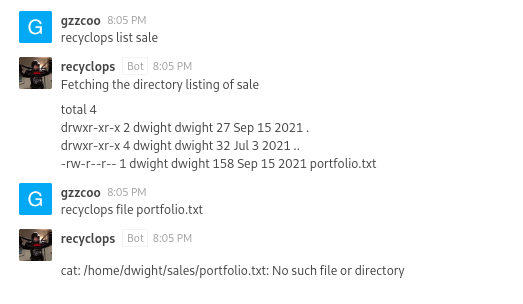 G
gzzcoo 8:05 PM
recyclops list sale
recyclops Bot 8:05 PM
Fetching the directory listing of sale
total 4
drwxr-xr-x 2 dwight dwight 27 Sep 15 2021 .
drwxr-xr-x 4 dwight dwight 32 Jul 3 2021 ..
-rw-r--r-- 1 dwight dwight 158 Sep 15 2021 portfolio.txt
G
gzzcoo 8:05 PM
recyclops file portfolio.txt
recyclops Bot 8:05 PM
cat: /home/dwight/sales/portfolio.txt: No such file or directory